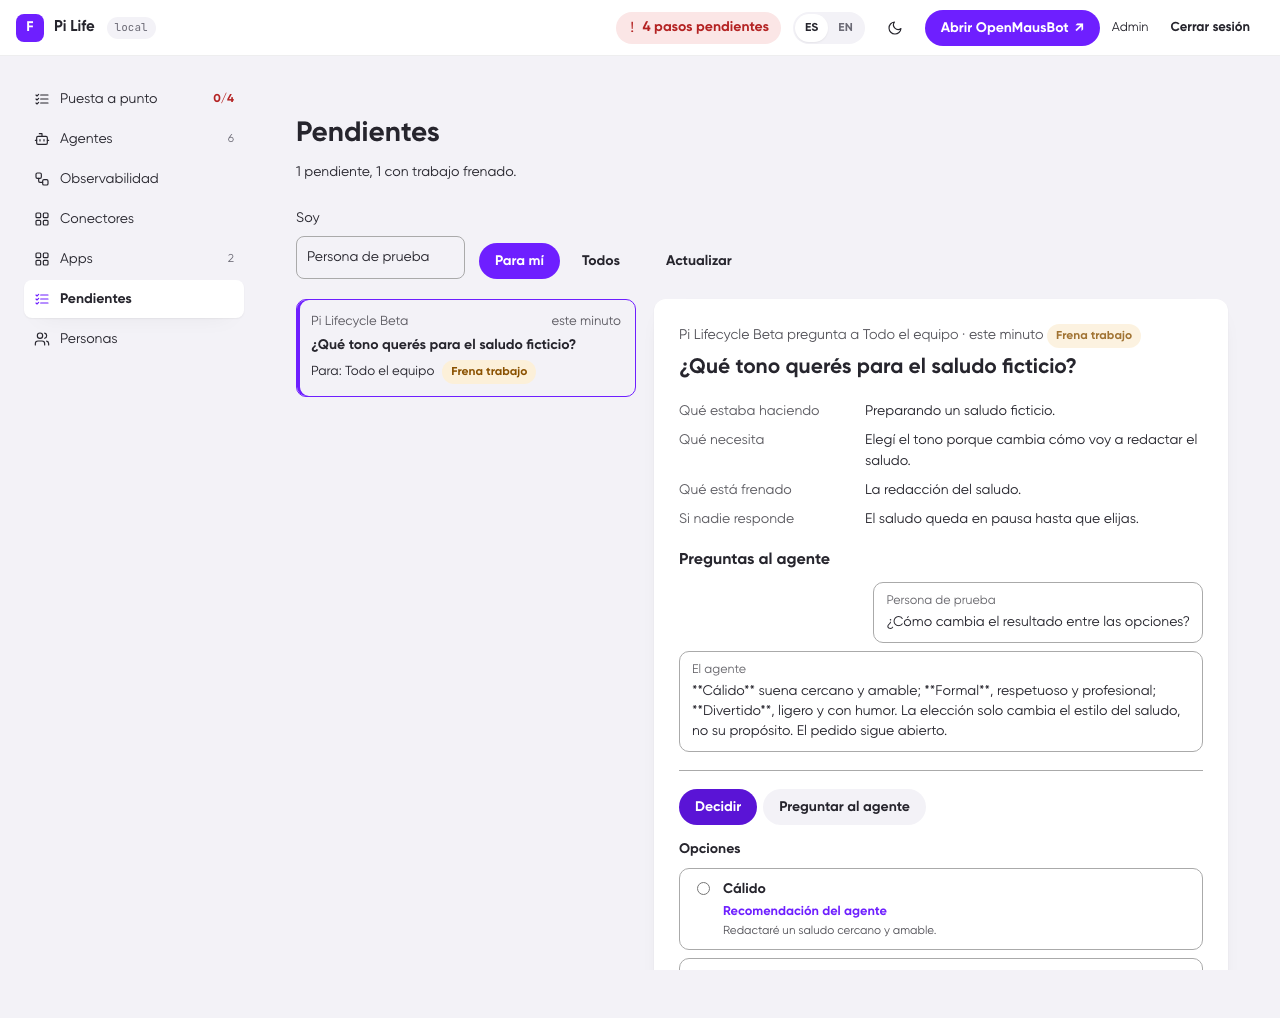 F Pi Life local
! 4 pasos pendientes
ES EN
Abrir OpenMausBot ↗
Admin
Cerrar sesión
Puesta a punto 0/4
Agentes 6
Observabilidad
Conectores
Apps 2
Pendientes
Personas
Pendientes
1 pendiente, 1 con trabajo frenado.
Soy
Persona de prueba
Para mí
Todos
Actualizar
Pi Lifecycle Beta este minuto
¿Qué tono querés para el saludo ficticio?
Para: Todo el equipo Frena trabajo
Pi Lifecycle Beta pregunta a Todo el equipo · este minuto Frena trabajo
¿Qué tono querés para el saludo ficticio?
Qué estaba haciendo Preparando un saludo ficticio.
Qué necesita Elegí el tono porque cambia cómo voy a redactar el
saludo.
Qué está frenado La redacción del saludo.
Si nadie responde El saludo queda en pausa hasta que elijas.
Preguntas al agente
Persona de prueba
¿Cómo cambia el resultado entre las opciones?
El agente
**Cálido** suena cercano y amable; **Formal**, respetuoso y profesional;
**Divertido**, ligero y con humor. La elección solo cambia el estilo del saludo,
no su propósito. El pedido sigue abierto.
Decidir
Preguntar al agente
Opciones
Cálido
Recomendación del agente
Redactaré un saludo cercano y amable.